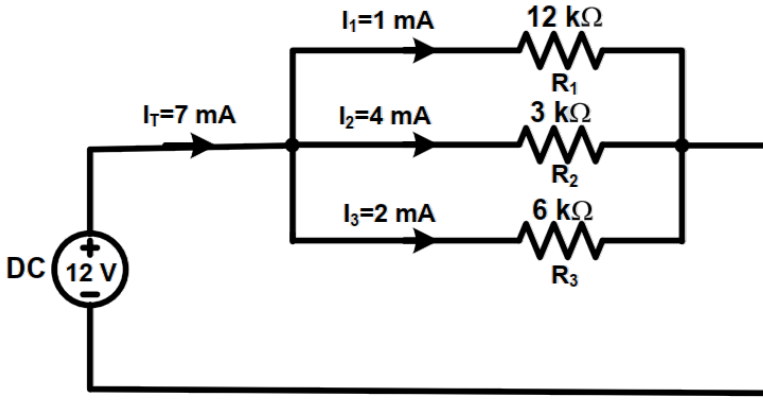 I₁=1 mA
12 kΩ
R₁
I_T=7 mA
I₂=4 mA
3 kΩ
R₂
I₃=2 mA
6 kΩ
R₃
DC
+
12 V
−